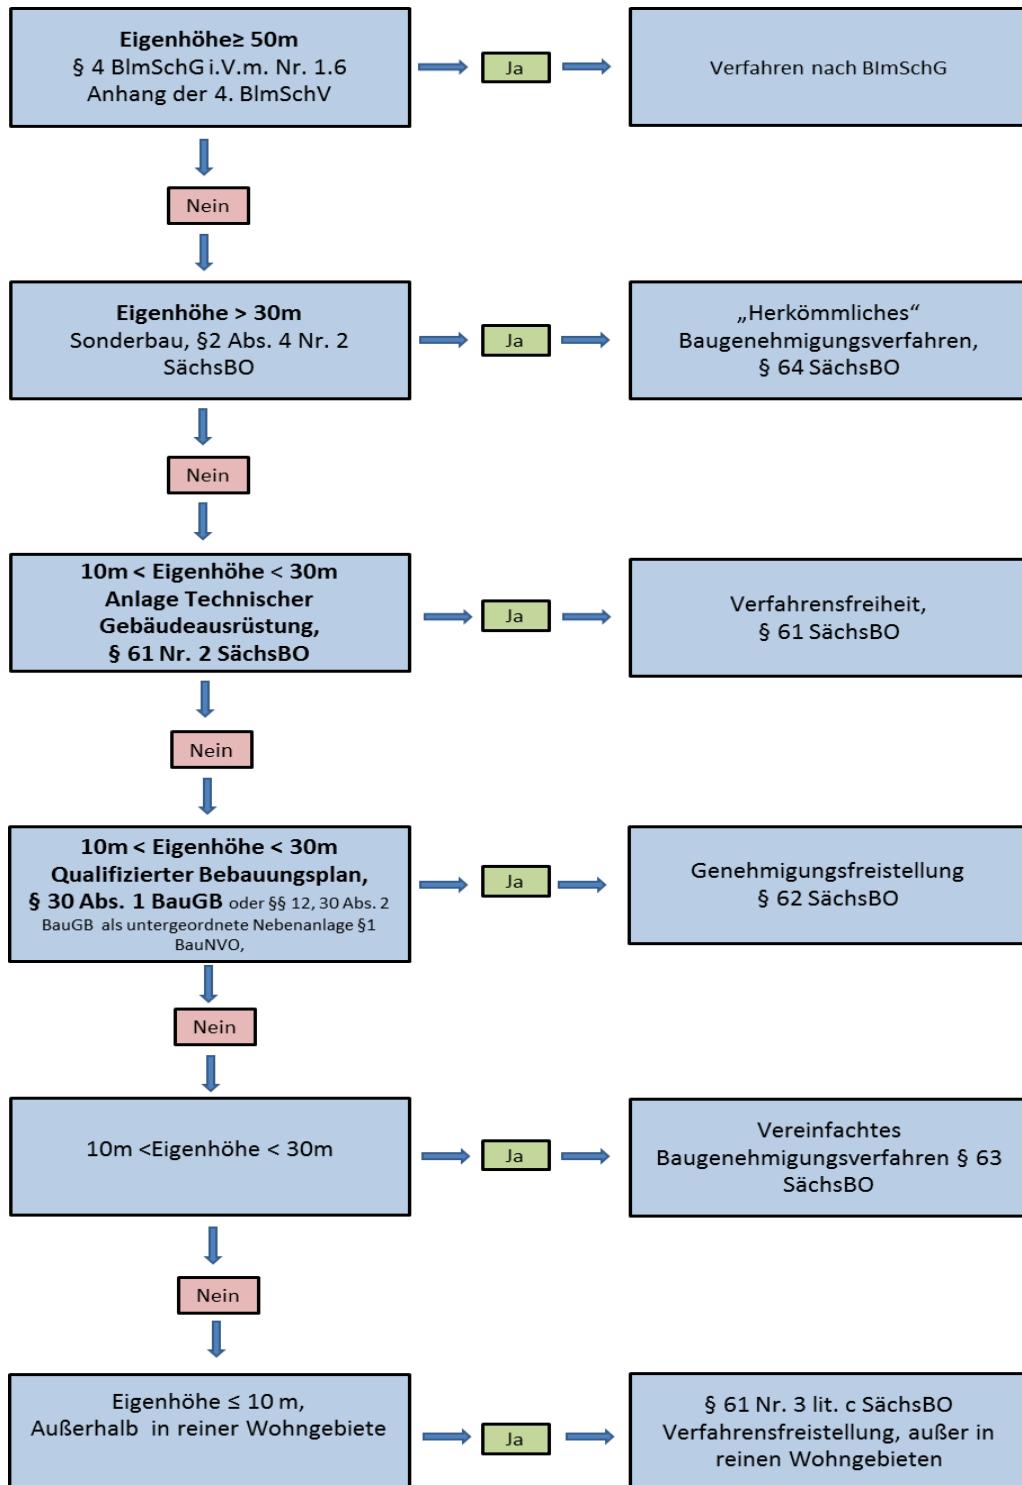 Eigenhöhe≥ 50m
§ 4 BImSchG i.V.m. Nr. 1.6
Anhang der 4. BImSchV
Ja
Verfahren nach BImSchG
Nein
Eigenhöhe > 30m
Sonderbau, §2 Abs. 4 Nr. 2
SächsBO
Ja
„Herkömmliches“
Baugenehmigungsverfahren,
§ 64 SächsBO
Nein
10m < Eigenhöhe < 30m
Anlage Technischer
Gebäudeausrüstung,
§ 61 Nr. 2 SächsBO
Ja
Verfahrensfreiheit,
§ 61 SächsBO
Nein
10m < Eigenhöhe < 30m
Qualifizierter Bebauungsplan,
§ 30 Abs. 1 BauGB oder §§ 12, 30 Abs. 2
BauGB als untergeordnete Nebenanlage §1
BauNVO,
Ja
Genehmigungsfreistellung
§ 62 SächsBO
Nein
10m <Eigenhöhe < 30m
Ja
Vereinfachtes
Baugenehmigungsverfahren § 63
SächsBO
Nein
Eigenhöhe ≤ 10 m,
Außerhalb in reiner Wohngebiete
Ja
§ 61 Nr. 3 lit. c SächsBO
Verfahrensfreistellung, außer in
reinen Wohngebieten